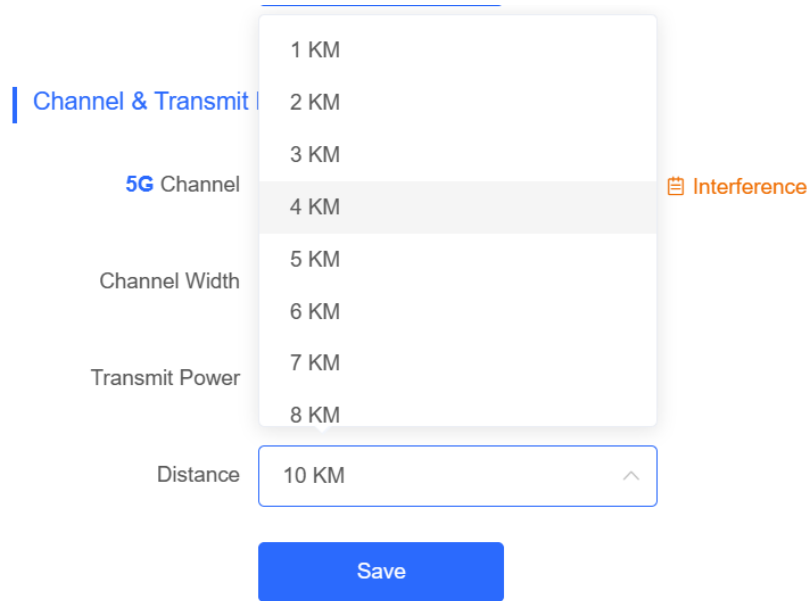 1 KM
2 KM
Channel & Transmit
3 KM
5G Channel
Interference
4 KM
5 KM
Channel Width
6 KM
7 KM
Transmit Power
8 KM
Distance
10 KM
Save